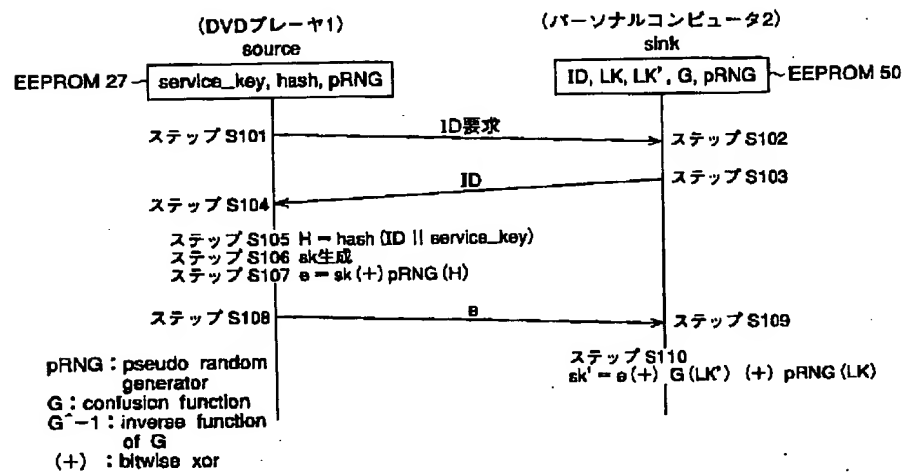 (DVDプレーヤ1)
source
(パーソナルコンピュータ2)
sink
EEPROM 27
service_key, hash, pRNG
ID, LK, LK', G, pRNG
EEPROM 50
ステップ S101
ID要求
ステップ S102
ID
ステップ S103
ステップ S104
ステップ S105 H = hash (ID || service_key)
ステップ S106 sk生成
ステップ S107 e = sk (+) pRNG (H)
ステップ S108
e
ステップ S109
ステップ S110
sk' = e (+) G (LK') (+) pRNG (LK)
pRNG : pseudo random
generator
G : confusion function
G^-1 : inverse function
of G
(+) : bitwise xor